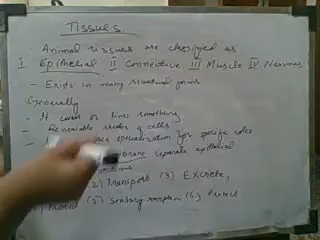 Tissues.
- Animal tissues are classified as
I Epithelial II Connective III Muscle IV Nervous
- Exists in many structural forms
Generally
- It covers or lines something
- Renewable sheets of cells
- for specific roles
- separate epithelial
(2) Transport (3) Excrete,
(5) Sensory reception (6) Protect